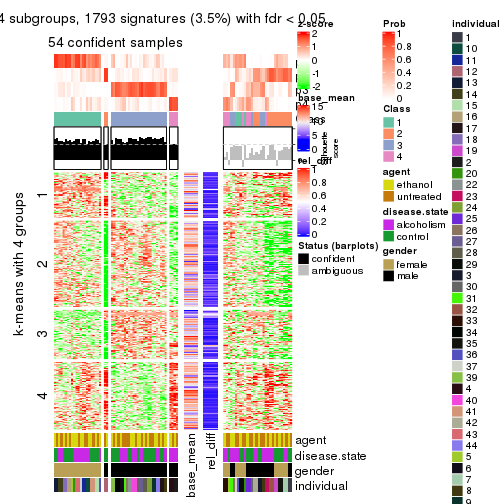 4 subgroups, 1793 signatures (3.5%) with fdr < 0.05
54 confident samples
k-means with 4 groups
1
2
3
4
base_mean
rel_diff
agent
disease.state
gender
individual
z-score
2
1
0
-1
-2
base_mean
15
10
5
0
rel_diff
1
0.8
0.6
0.4
0.2
0
Status (barplots)
confident
ambiguous
silhouette
score
Prob
1
0.8
0.6
0.4
0.2
0
Class
1
2
3
4
agent
ethanol
untreated
disease.state
alcoholism
control
gender
female
male
individual
1
10
11
12
13
14
15
16
17
18
19
2
20
22
23
24
25
26
27
28
29
3
30
31
32
33
34
35
36
37
39
4
40
41
42
43
44
5
6
7
8
9